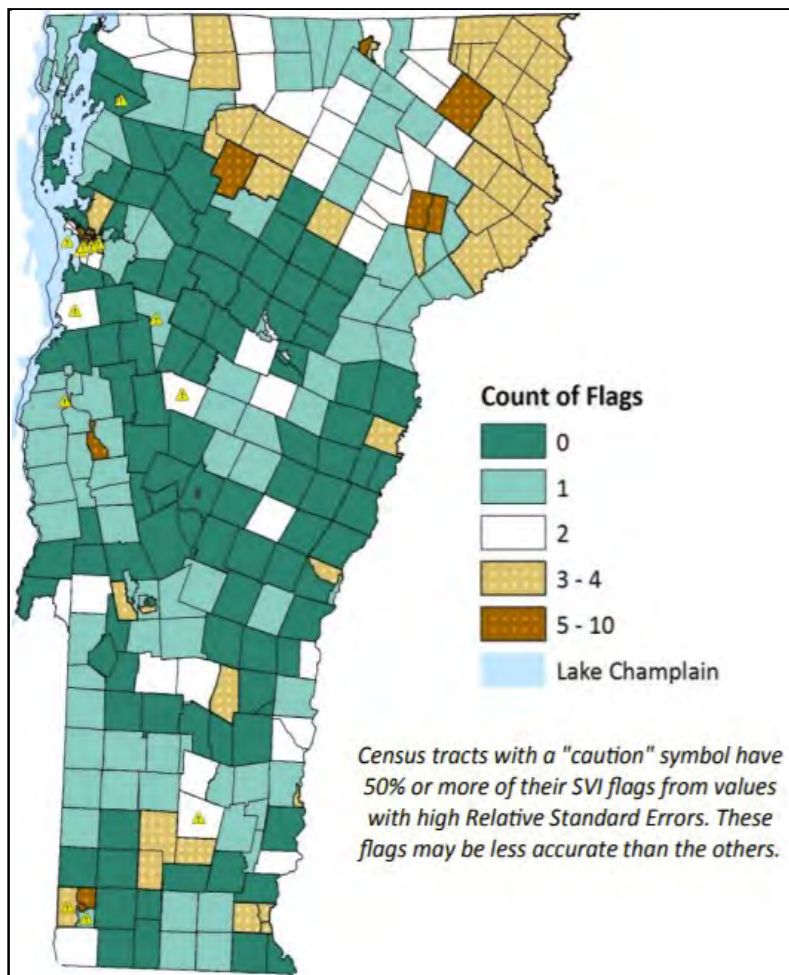 Count of Flags
0
1
2
3 - 4
5 - 10
Lake Champlain
Census tracts with a "caution" symbol have
50% or more of their SVI flags from values
with high Relative Standard Errors. These
flags may be less accurate than the others.